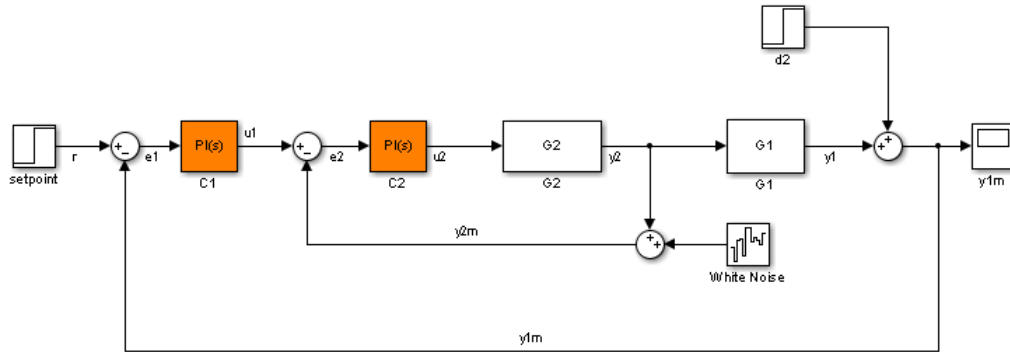 d2
PI(s)
u1
PI(s)
G2
G1
r
e1
e2
u2
y2
y1
setpoint
C1
C2
G2
G1
y1m
y2m
White Noise
y1m